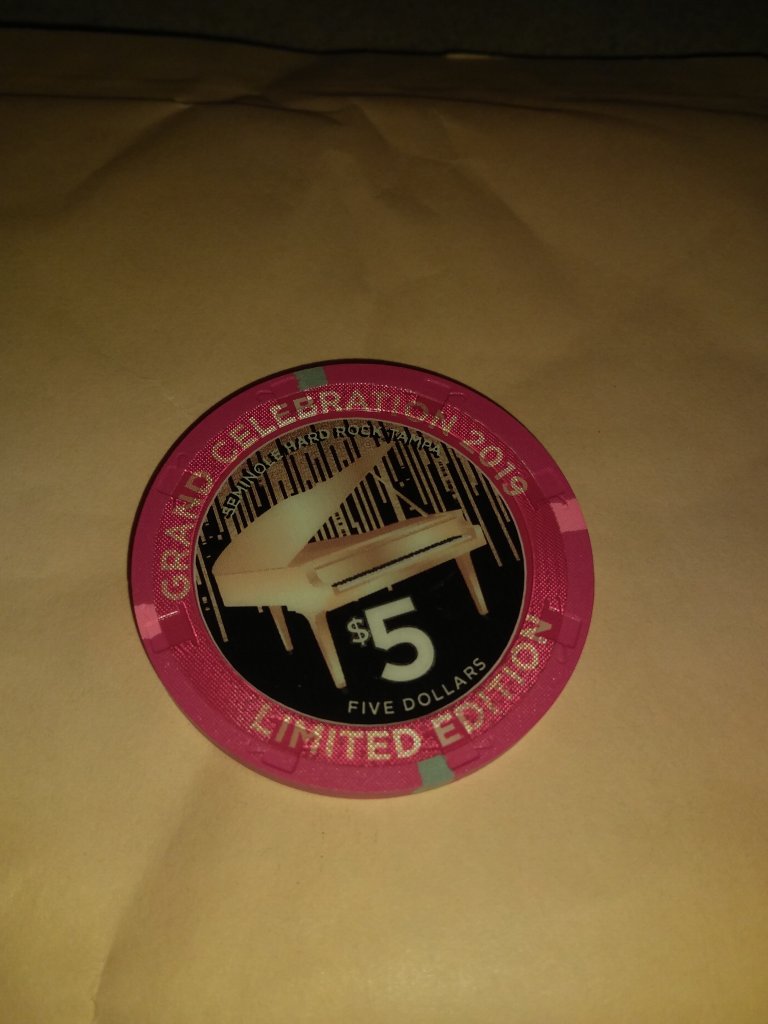 GRAND CELEBRATION 2019
SEMINOLE HARD ROCK TAMPA
$5
FIVE DOLLARS
LIMITED EDITION